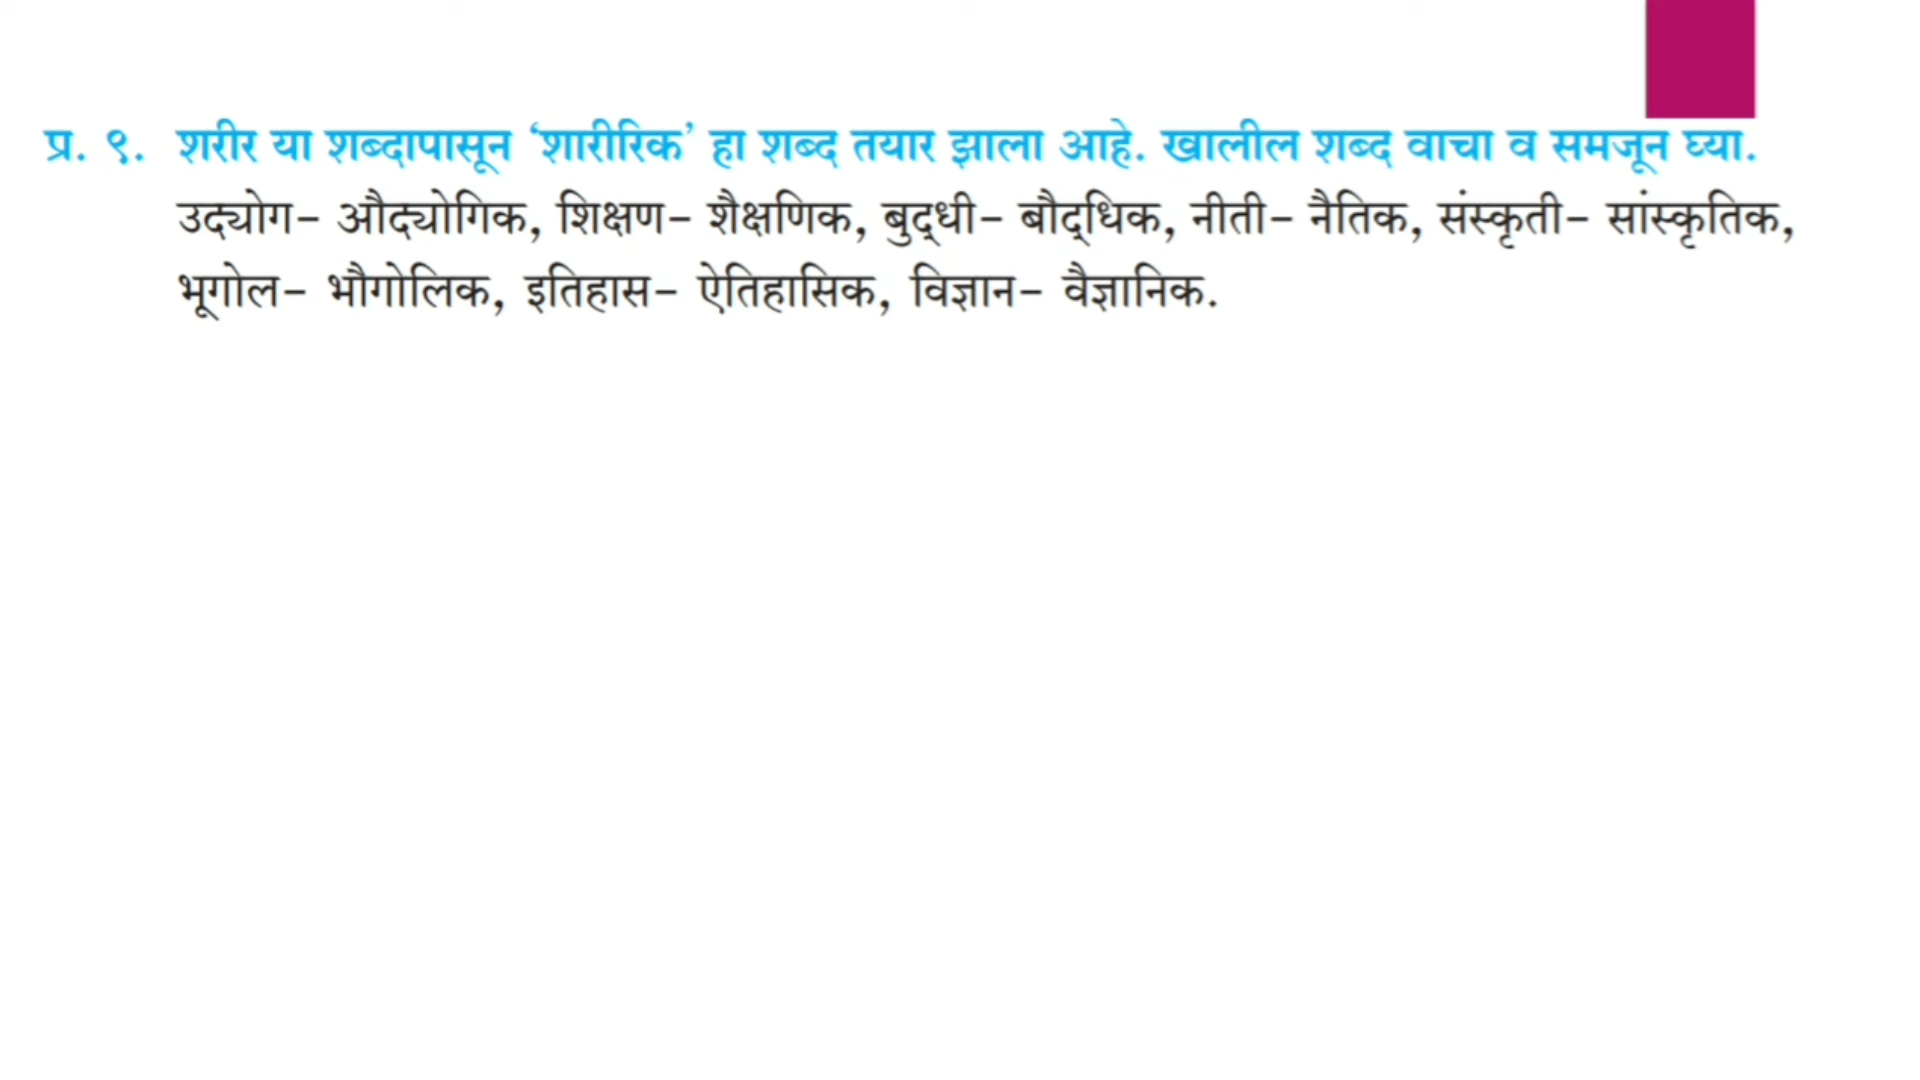 प्र. ९. शरीर या शब्दापासून ‘शारीरिक’ हा शब्द तयार झाला आहे. खालील शब्द वाचा व समजून घ्या.
उद्योग– औद्योगिक, शिक्षण– शैक्षणिक, बुद्‌धी– बौद्‌धिक, नीती– नैतिक, संस्कृती– सांस्कृतिक,
भूगोल– भौगोलिक, इतिहास– ऐतिहासिक, विज्ञान– वैज्ञानिक.